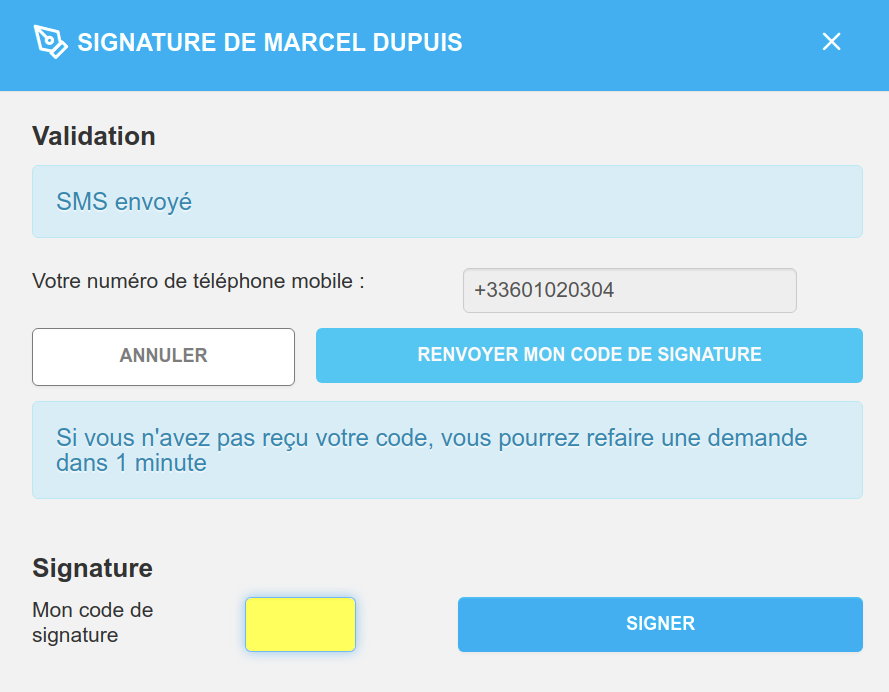 SIGNATURE DE MARCEL DUPUIS
Validation
SMS envoyé
Votre numéro de téléphone mobile :
+33601020304
ANNULER
RENVOYER MON CODE DE SIGNATURE
Si vous n'avez pas reçu votre code, vous pourrez refaire une demande
dans 1 minute
Signature
Mon code de
signature
SIGNER